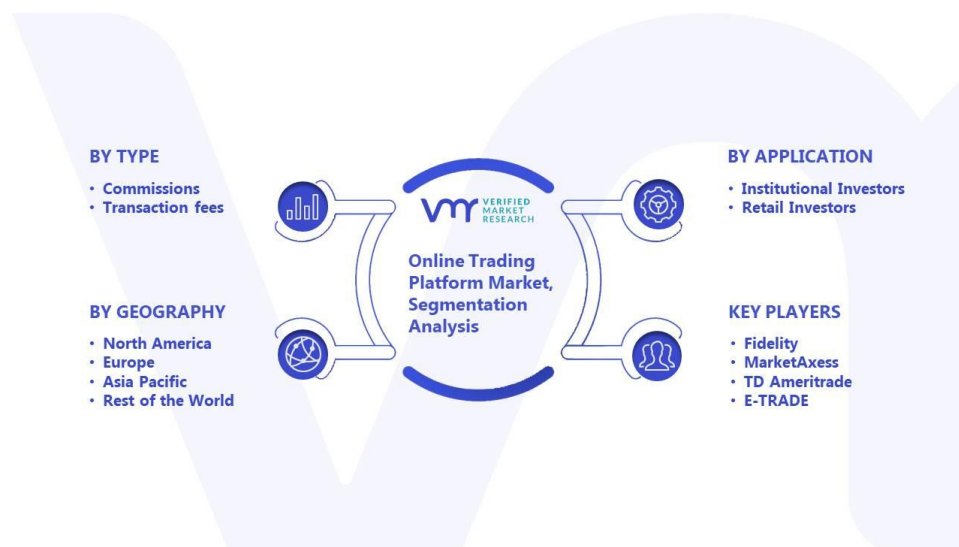 BY TYPE
• Commissions
• Transaction fees
BY GEOGRAPHY
• North America
• Europe
• Asia Pacific
• Rest of the World
vmr VERIFIED
MARKET
RESEARCH
Online Trading
Platform Market,
Segmentation
Analysis
BY APPLICATION
• Institutional Investors
• Retail Investors
KEY PLAYERS
• Fidelity
• MarketAxess
• TD Ameritrade
• E-TRADE